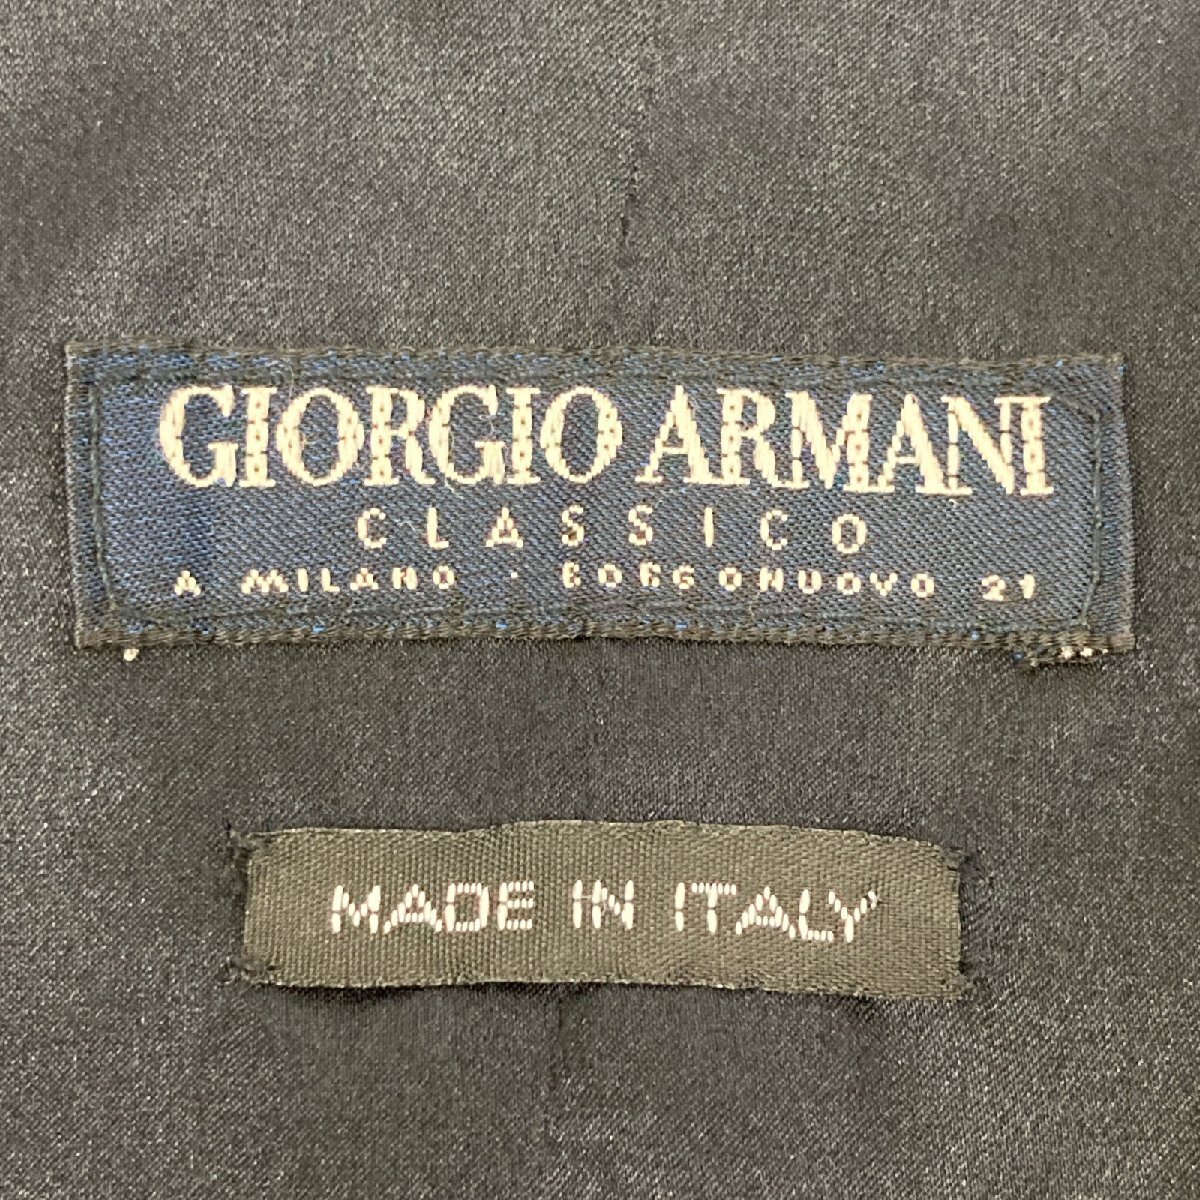 GIORGIO ARMANI
CLASSICO
A MILANO · BORGONUOVO 21
MADE IN ITALY